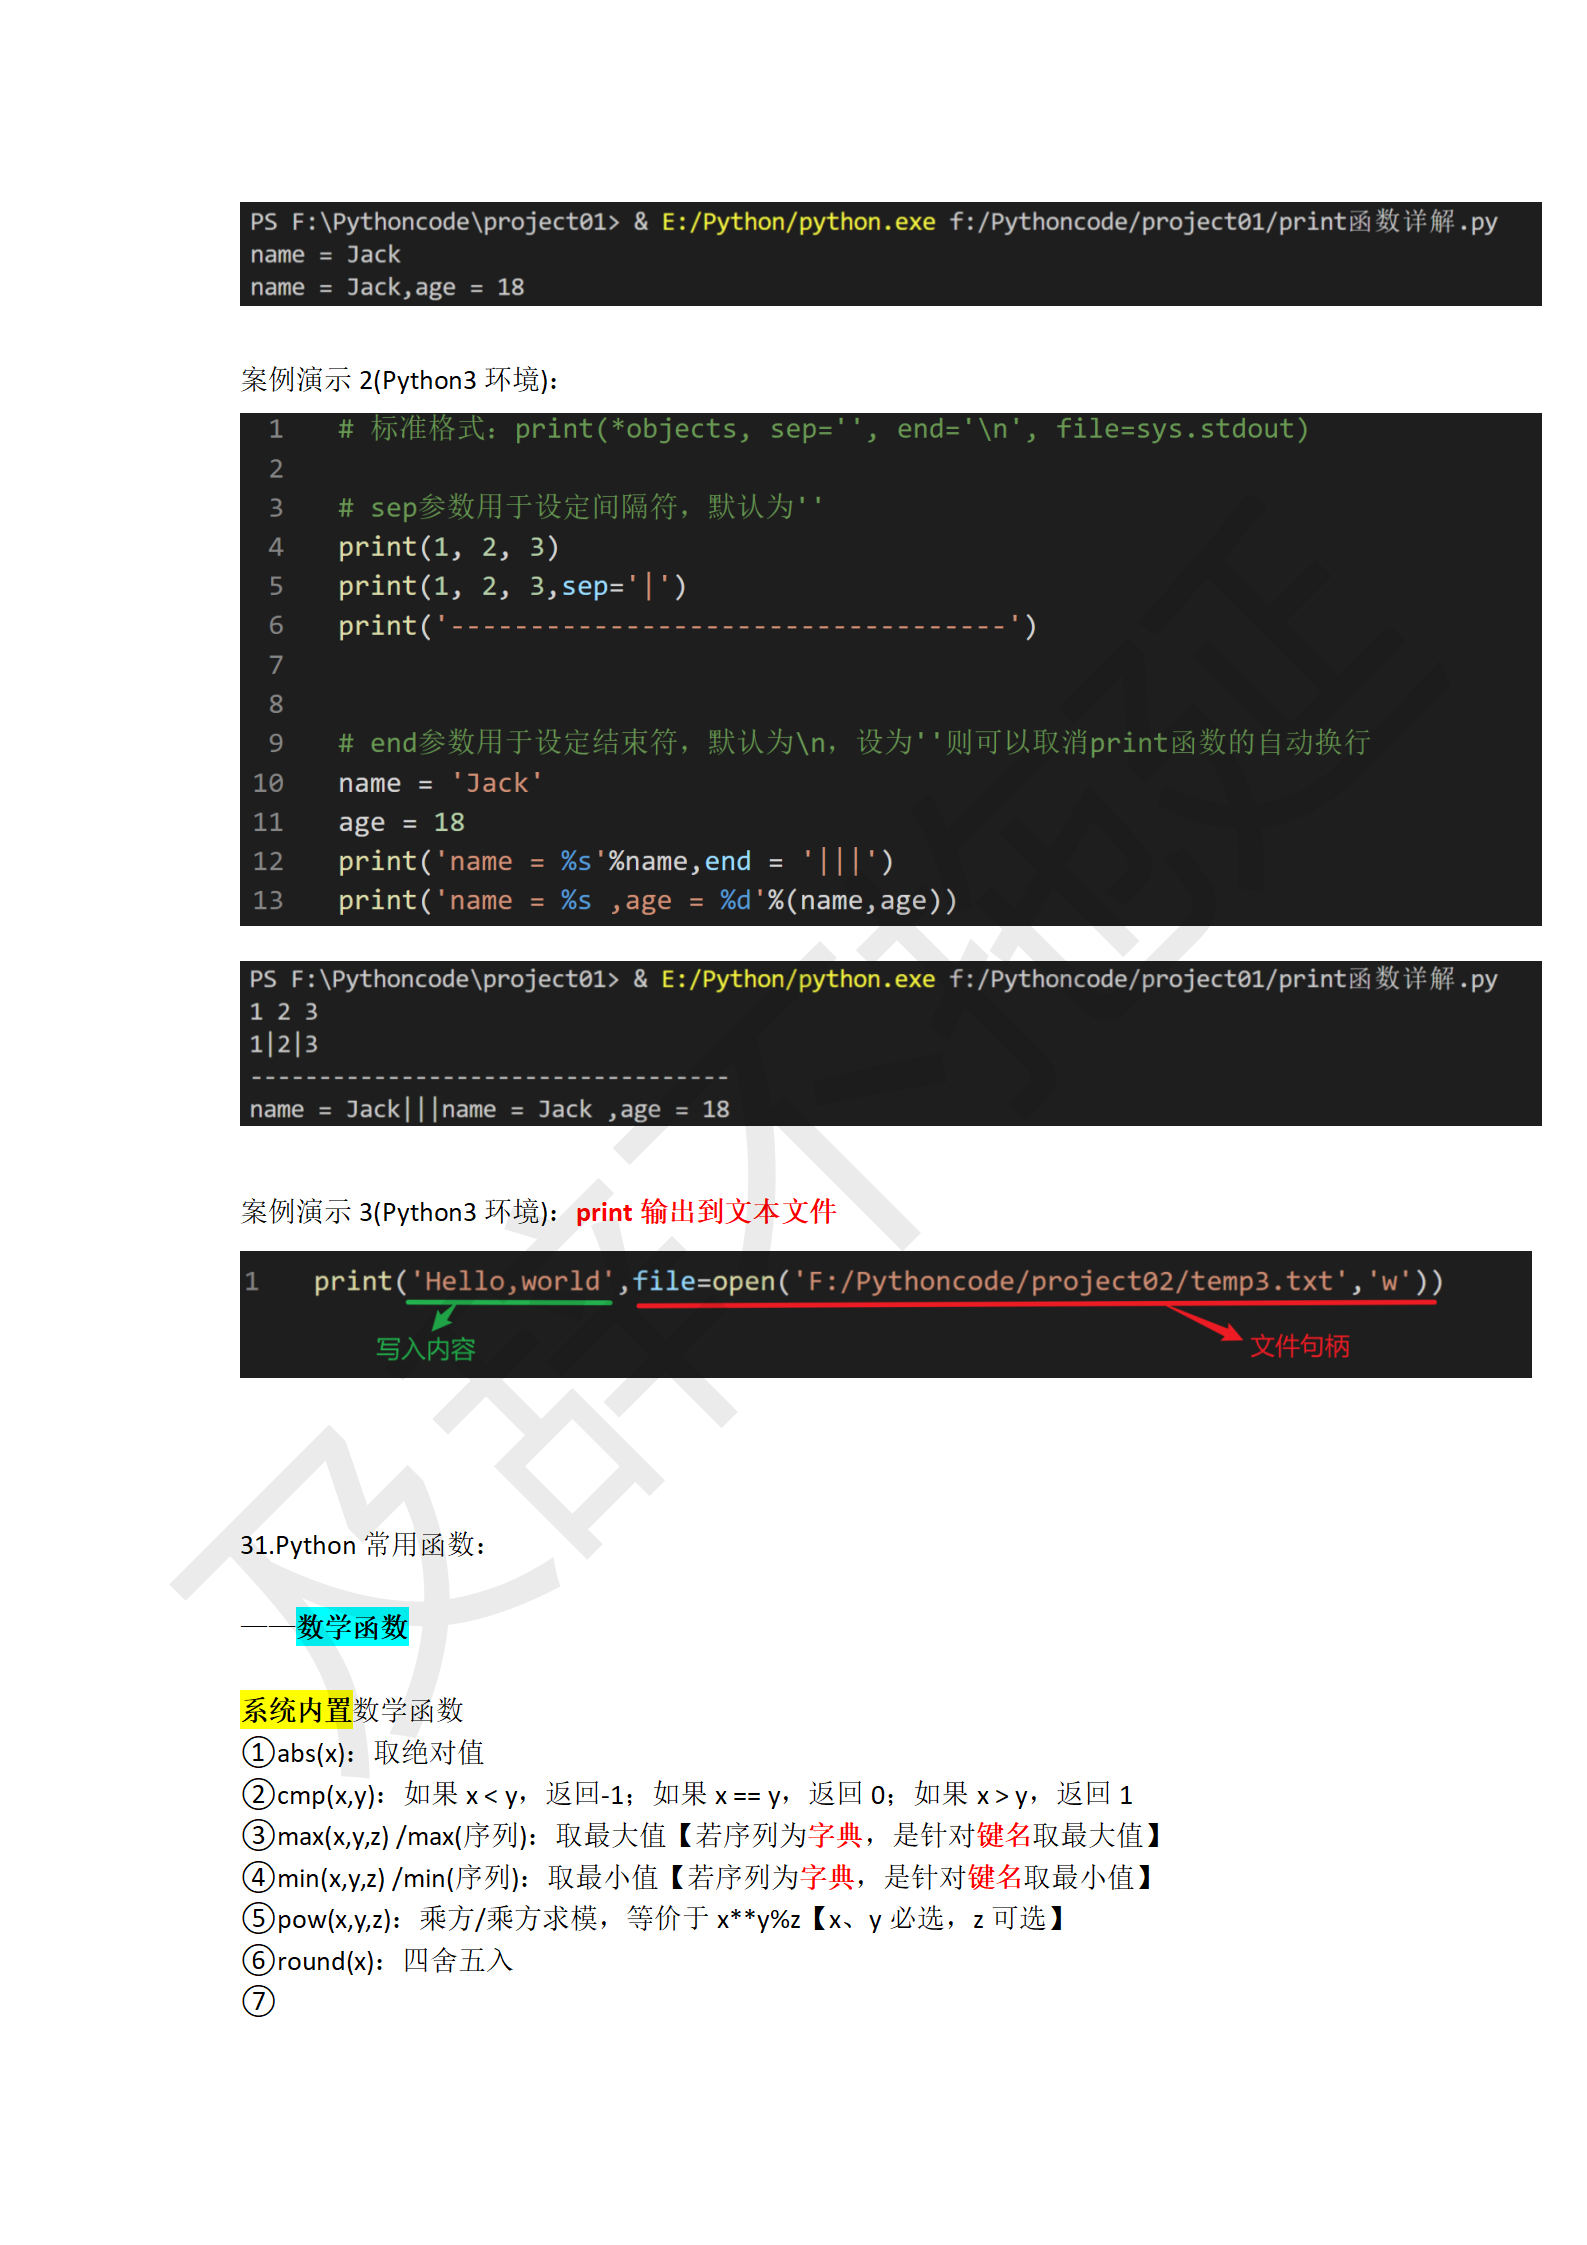 PS F:\Pythoncode\project01> & E:/Python/python.exe f:/Pythoncode/project01/print函数详解.py
name = Jack
name = Jack,age = 18
案例演示 2(Python3 环境)：
1 # 标准格式：print(*objects, sep='', end='\n', file=sys.stdout)
2
3 # sep参数用于设定间隔符，默认为''
4 print(1, 2, 3)
5 print(1, 2, 3,sep='|')
6 print('-----------------------------------')
7
8
9 # end参数用于设定结束符，默认为\n，设为''则可以取消print函数的自动换行
10 name = 'Jack'
11 age = 18
12 print('name = %s'%name,end = '|||')
13 print('name = %s ,age = %d'%(name,age))
PS F:\Pythoncode\project01> & E:/Python/python.exe f:/Pythoncode/project01/print函数详解.py
1 2 3
1|2|3
-----------------------------------
name = Jack|||name = Jack ,age = 18
案例演示 3(Python3 环境)：print 输出到文本文件
1 print('Hello,world',file=open('F:/Pythoncode/project02/temp3.txt','w'))
写入内容 文件句柄
31.Python 常用函数：
——数学函数
系统内置数学函数
①abs(x)：取绝对值
②cmp(x,y)：如果 x < y，返回-1；如果 x == y，返回 0；如果 x > y，返回 1
③max(x,y,z) /max(序列)：取最大值【若序列为字典，是针对键名取最大值】
④min(x,y,z) /min(序列)：取最小值【若序列为字典，是针对键名取最小值】
⑤pow(x,y,z)：乘方/乘方求模，等价于 x**y%z【x、y 必选，z 可选】
⑥round(x)：四舍五入
⑦